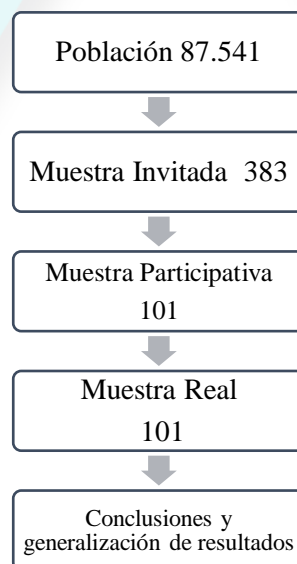 Población 87.541
Muestra Invitada 383
Muestra Participativa
101
Muestra Real
101
Conclusiones y
generalización de resultados